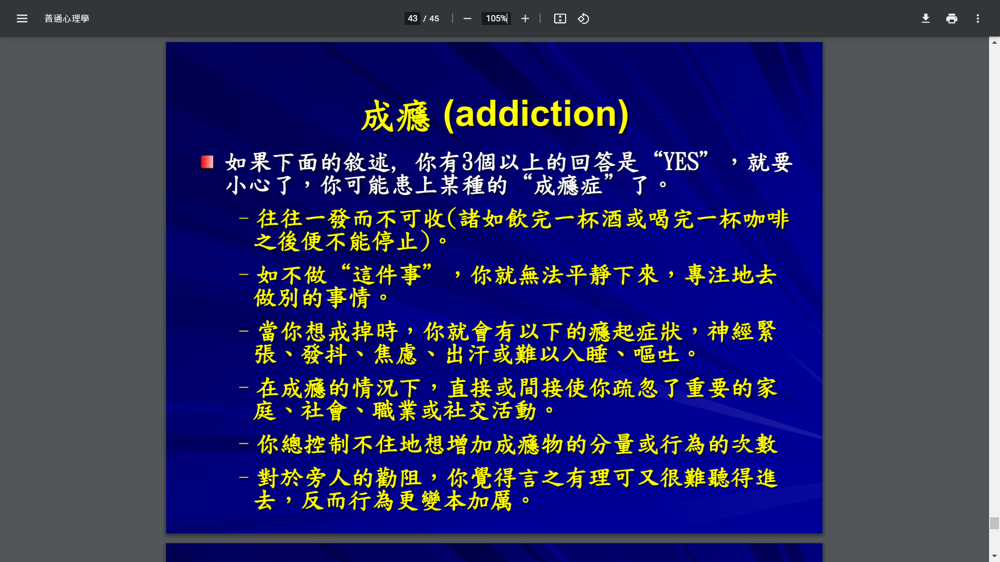 普通心理學
43 / 45
105%
成癮 (addiction)
如果下面的敘述, 你有3個以上的回答是“YES”，就要
小心了，你可能患上某種的“成癮症”了。
– 往往一發而不可收(諸如飲完一杯酒或喝完一杯咖啡
之後便不能停止)。
– 如不做“這件事”，你就無法平靜下來，專注地去
做別的事情。
– 當你想戒掉時，你就會有以下的癮起症狀，神經緊
張、發抖、焦慮、出汗或難以入睡、嘔吐。
– 在成癮的情況下，直接或間接使你疏忽了重要的家
庭、社會、職業或社交活動。
– 你總控制不住地想增加成癮物的分量或行為的次數
– 對於旁人的勸阻，你覺得言之有理可又很難聽得進
去，反而行為更變本加厲。